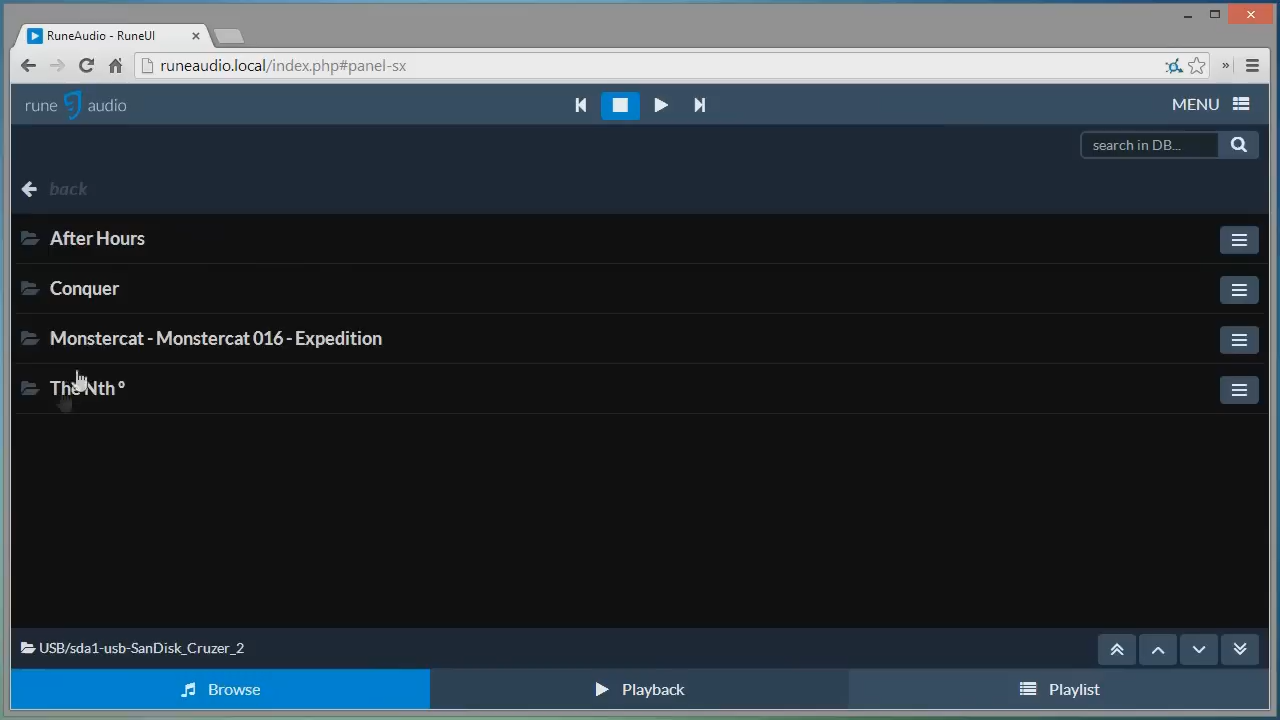 RuneAudio - RuneUI
runeaudio.local/index.php#panel-sx
rune audio
MENU
search in DB...
back
After Hours
Conquer
Monstercat - Monstercat 016 - Expedition
The Nth º
USB/sda1-usb-SanDisk_Cruzer_2
Browse
Playback
Playlist